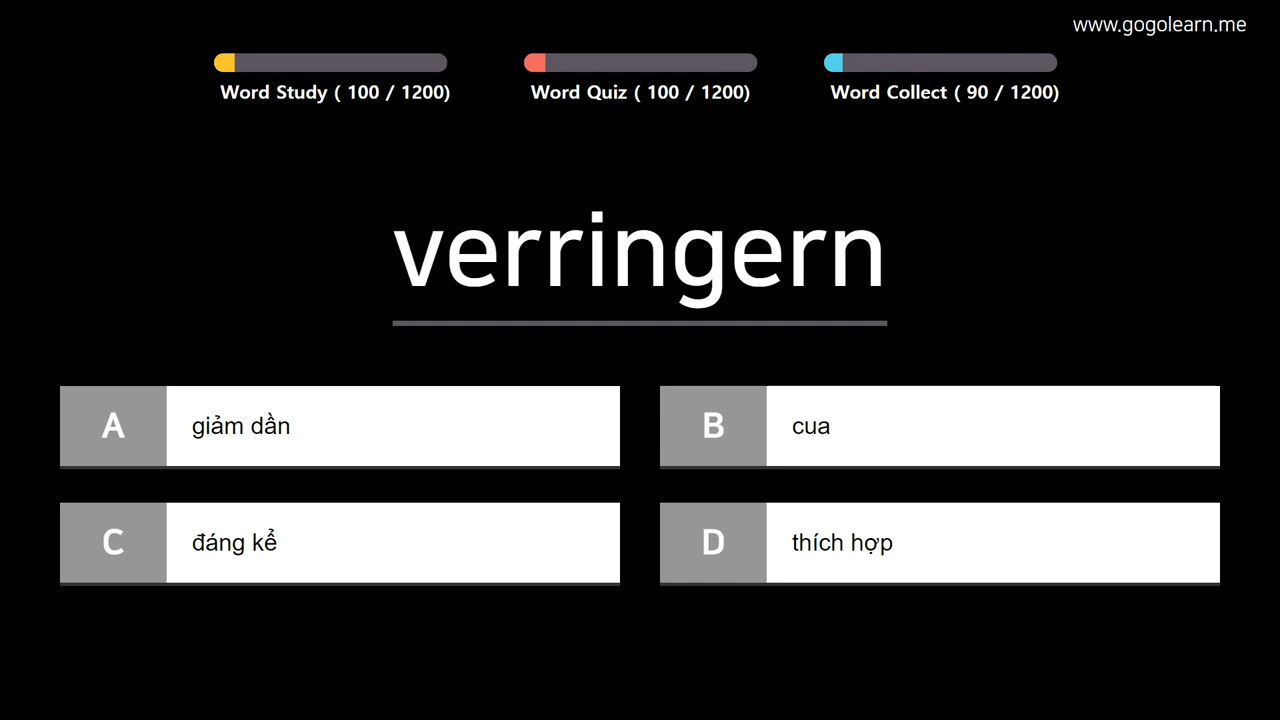 www.gogolearn.me
Word Study ( 100 / 1200)
Word Quiz ( 100 / 1200)
Word Collect ( 90 / 1200)
verringern
A giảm dần
B cua
C đáng kể
D thích hợp